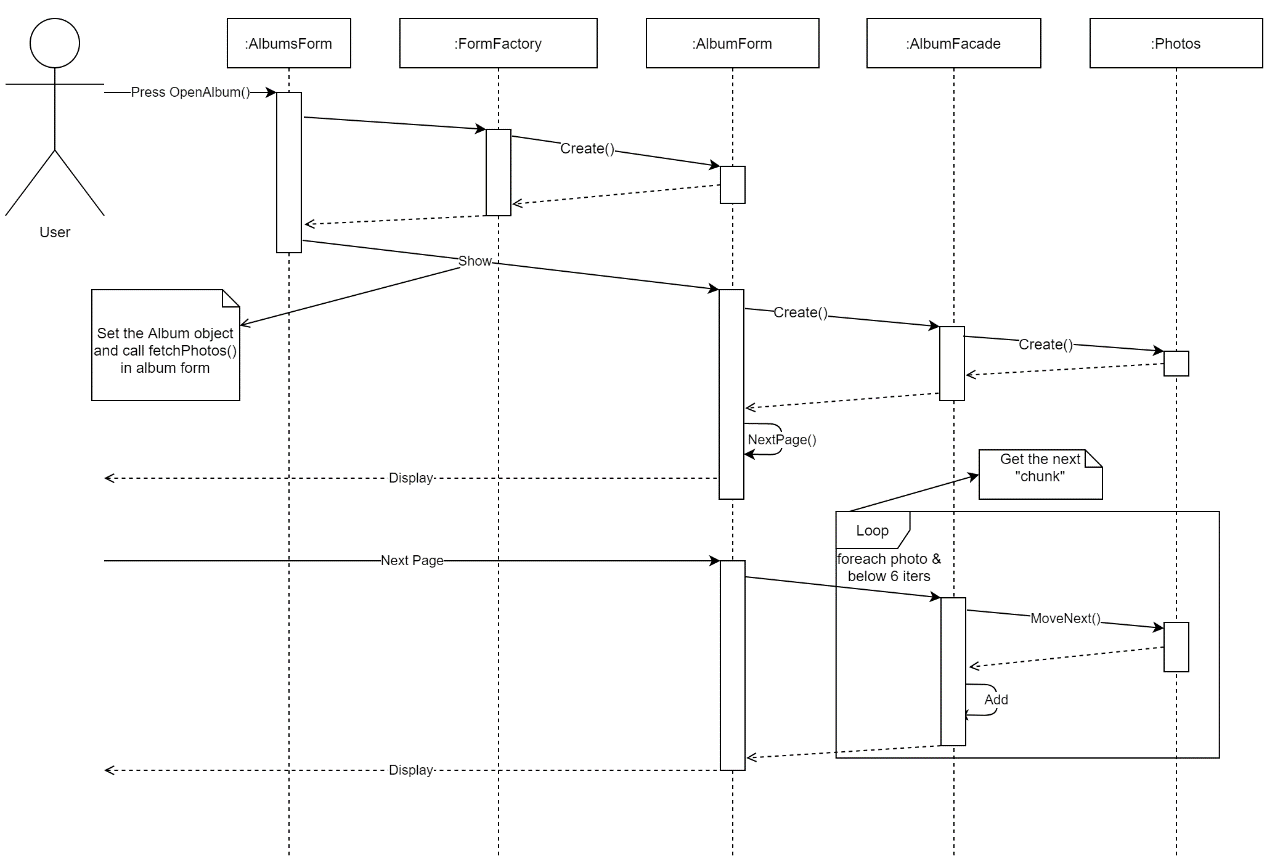 :AlbumsForm
:FormFactory
:AlbumForm
:AlbumFacade
:Photos
Press OpenAlbum()
Create()
User
Show
Set the Album object
and call fetchPhotos()
in album form
Create()
Create()
NextPage()
Get the next
"chunk"
Display
Loop
foreach photo &
below 6 iters
Next Page
MoveNext()
Add
Display